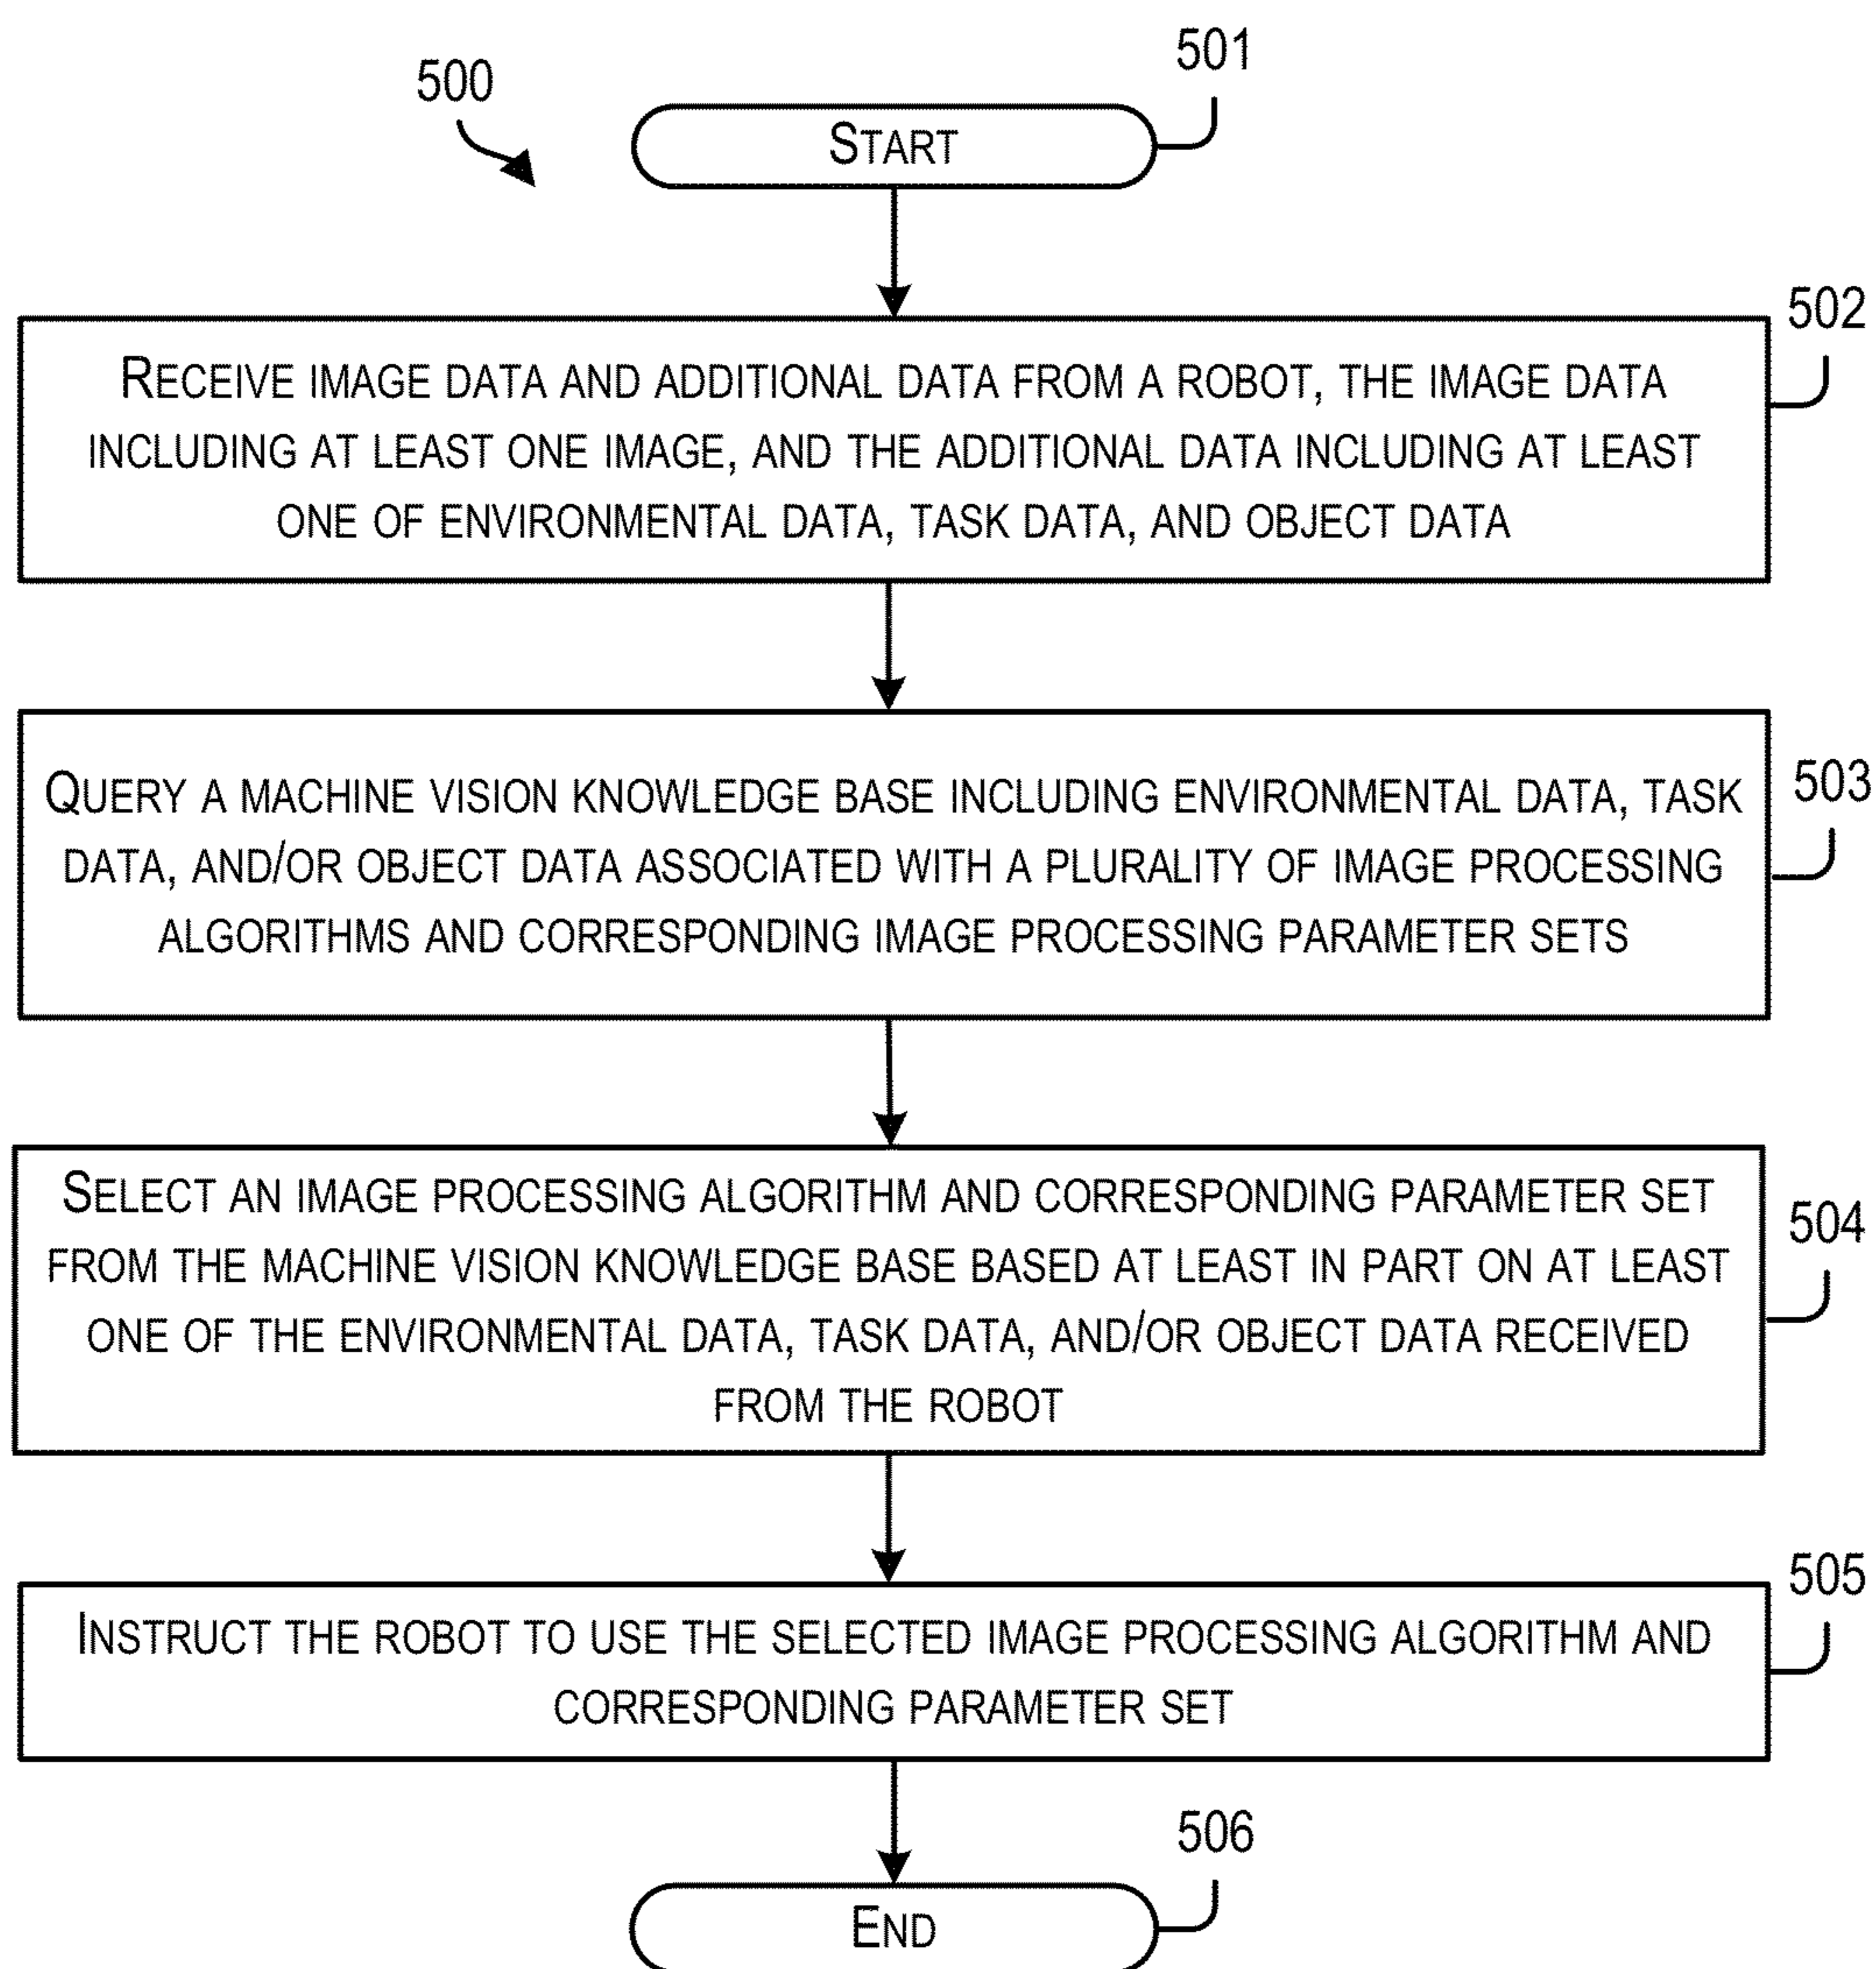 500
501
START
502
RECEIVE IMAGE DATA AND ADDITIONAL DATA FROM A ROBOT, THE IMAGE DATA
INCLUDING AT LEAST ONE IMAGE, AND THE ADDITIONAL DATA INCLUDING AT LEAST
ONE OF ENVIRONMENTAL DATA, TASK DATA, AND OBJECT DATA
503
QUERY A MACHINE VISION KNOWLEDGE BASE INCLUDING ENVIRONMENTAL DATA, TASK
DATA, AND/OR OBJECT DATA ASSOCIATED WITH A PLURALITY OF IMAGE PROCESSING
ALGORITHMS AND CORRESPONDING IMAGE PROCESSING PARAMETER SETS
504
SELECT AN IMAGE PROCESSING ALGORITHM AND CORRESPONDING PARAMETER SET
FROM THE MACHINE VISION KNOWLEDGE BASE BASED AT LEAST IN PART ON AT LEAST
ONE OF THE ENVIRONMENTAL DATA, TASK DATA, AND/OR OBJECT DATA RECEIVED
FROM THE ROBOT
505
INSTRUCT THE ROBOT TO USE THE SELECTED IMAGE PROCESSING ALGORITHM AND
CORRESPONDING PARAMETER SET
506
END